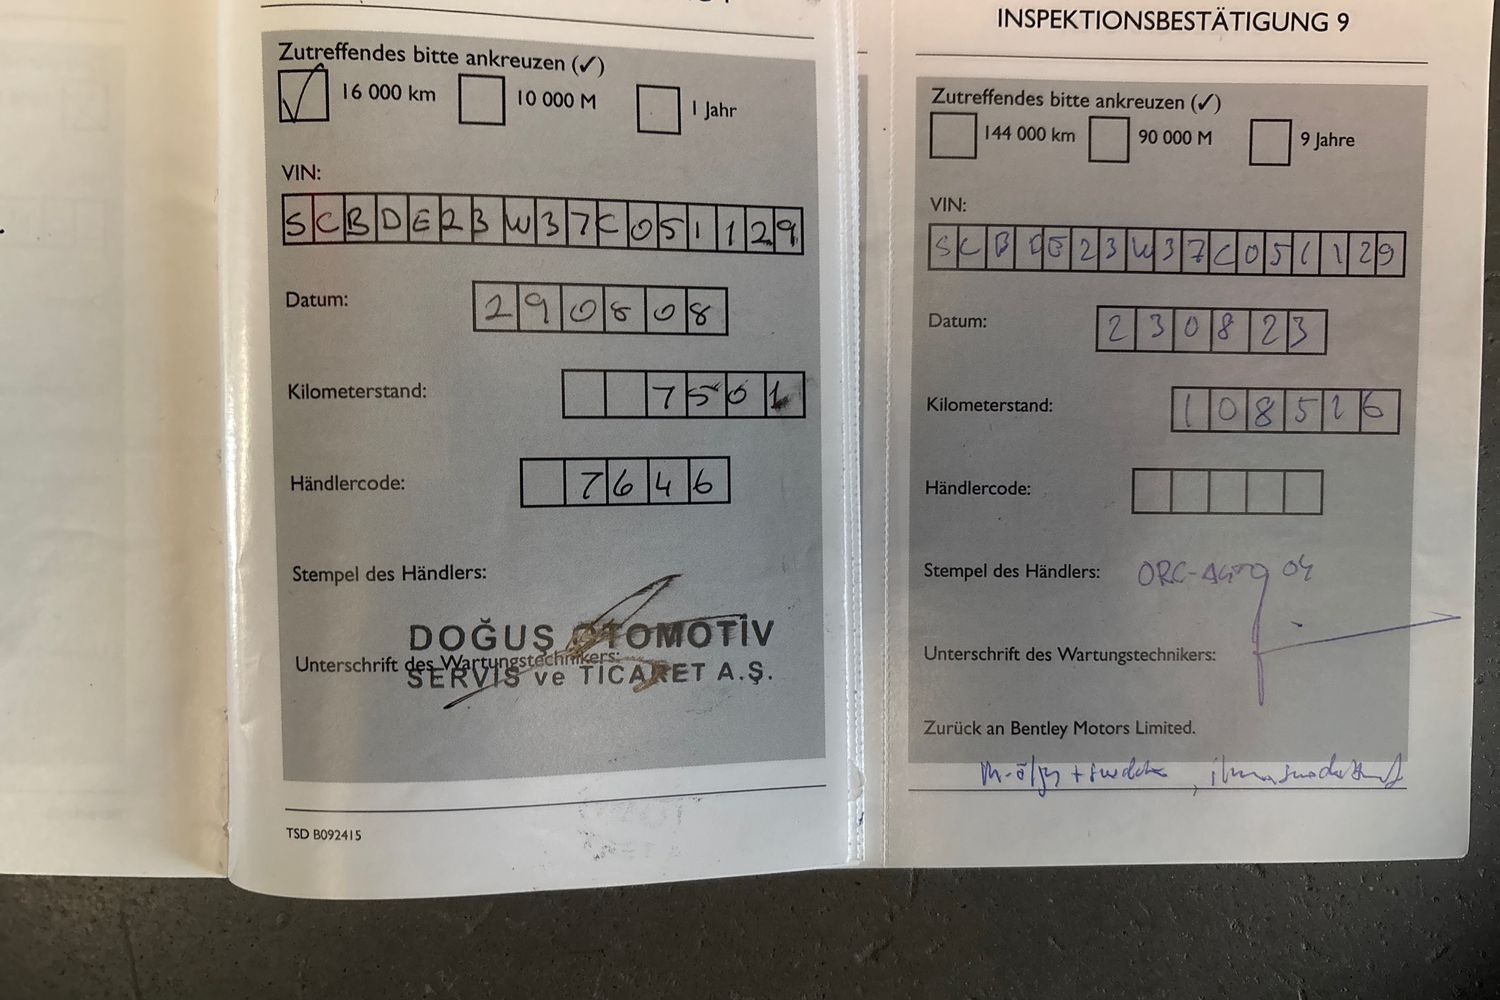 Zutreffendes bitte ankreuzen (✓)
✓ 16 000 km 10 000 M 1 Jahr
VIN:
SCBDE23W37C051129
Datum: 290808
Kilometerstand: 7501
Händlercode: 7646
Stempel des Händlers:
DOĞUŞ OTOMOTİV
Unterschrift des Wartungstechnikers:
SERVİS ve TİCARET A.Ş.
TSD B092415
INSPEKTIONSBESTÄTIGUNG 9
Zutreffendes bitte ankreuzen (✓)
144 000 km 90 000 M 9 Jahre
VIN:
SCBDE23W37C051129
Datum: 230823
Kilometerstand: 108526
Händlercode:
Stempel des Händlers:
Unterschrift des Wartungstechnikers:
Zurück an Bentley Motors Limited.